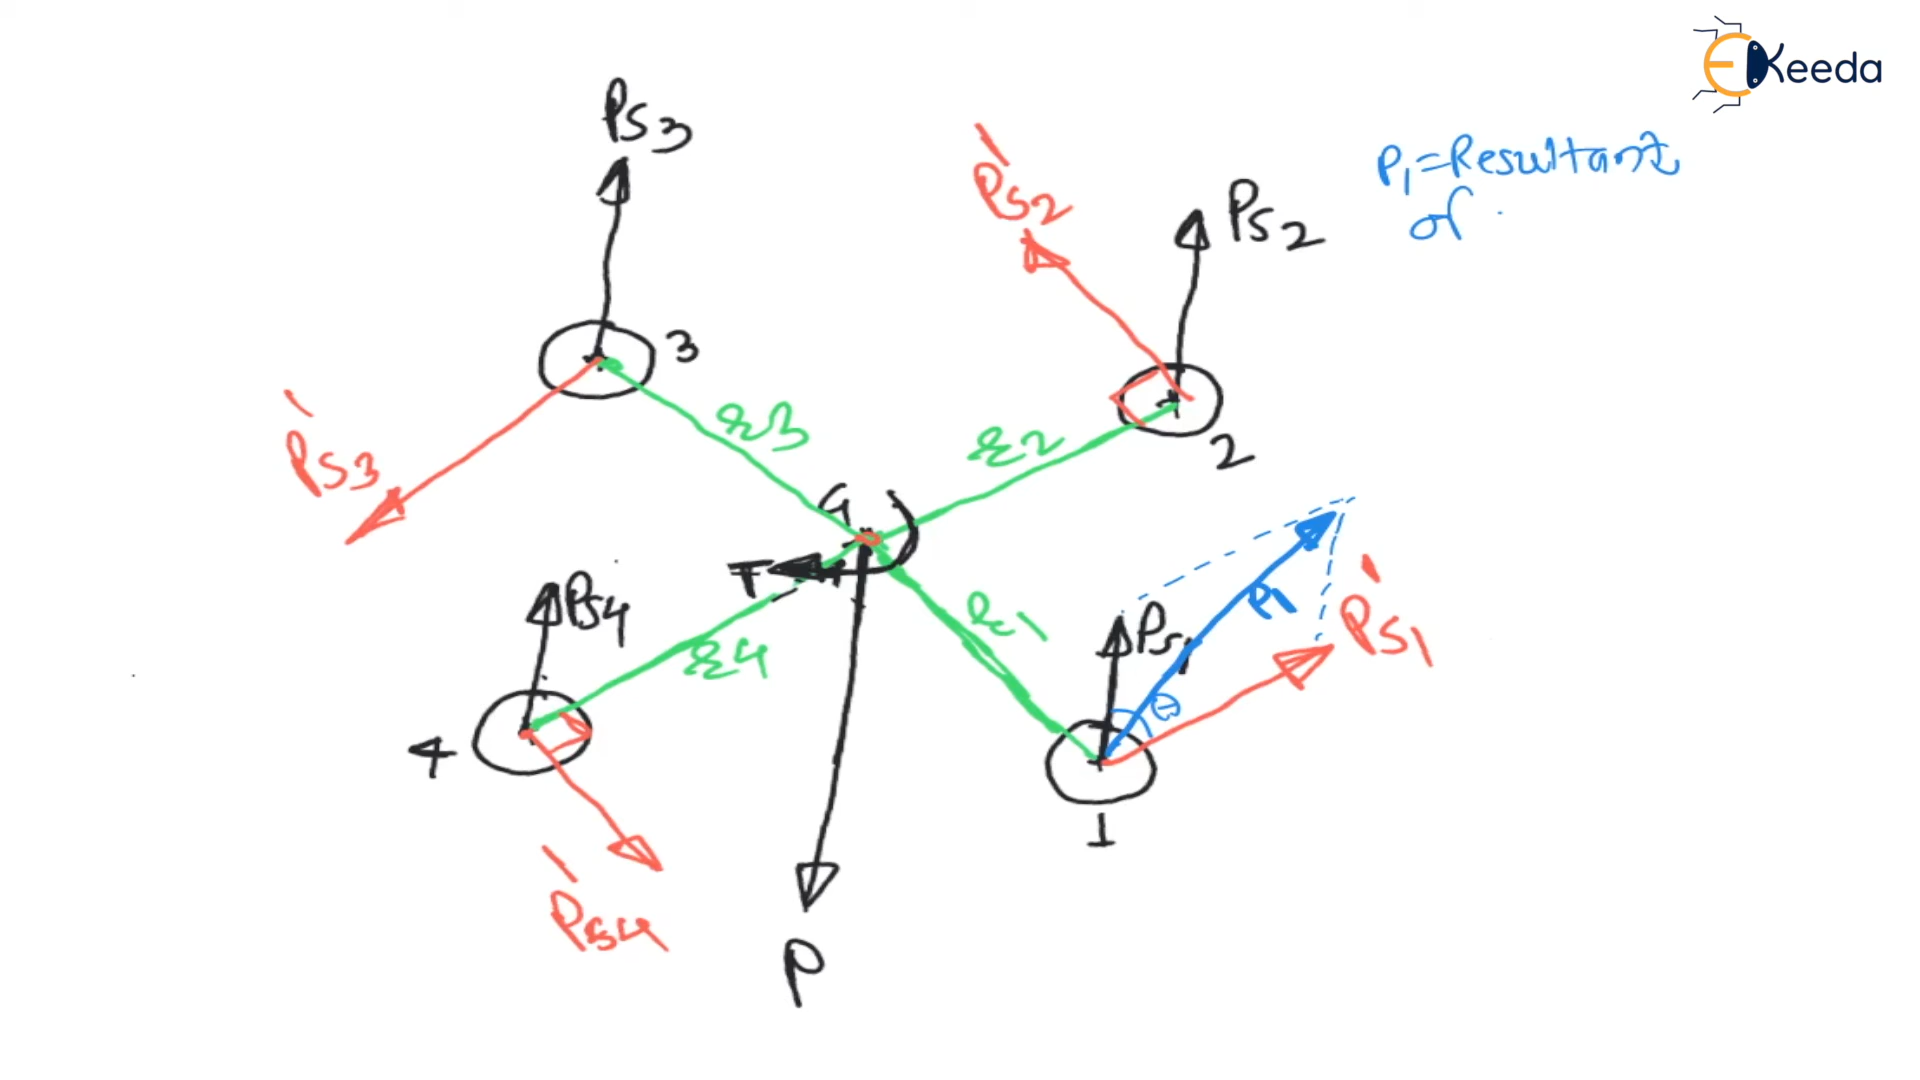 EKeeda
Ps3
P's2
Ps2
P1 = Resultant
of
3
P's3
r3
r2
2
G
T
Ps4
r4
r1
Ps1
P1
P's1
θ
4
1
P's4
P